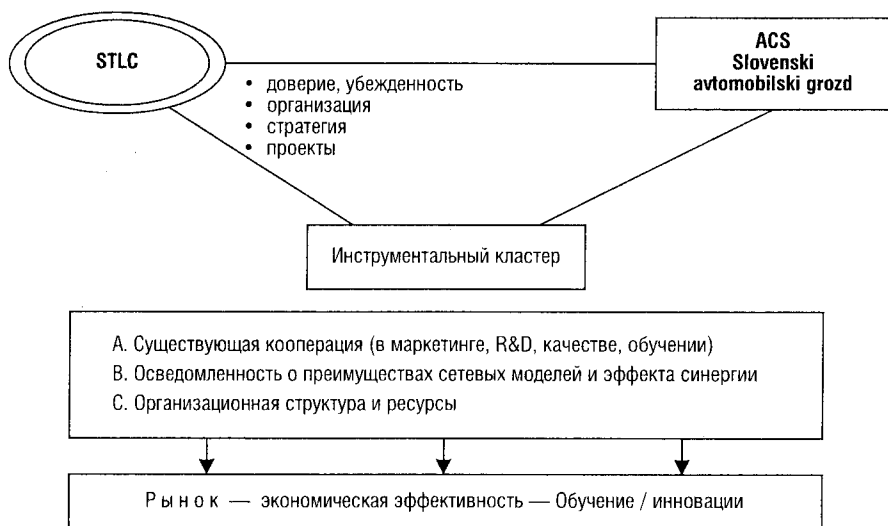 STLC
ACS
Slovenski
avtomobilski grozd
• доверие, убежденность
• организация
• стратегия
• проекты
Инструментальный кластер
A. Существующая кооперация (в маркетинге, R&D, качестве, обучении)
B. Осведомленность о преимуществах сетевых моделей и эффекта синергии
C. Организационная структура и ресурсы
Рынок — экономическая эффективность — Обучение / инновации